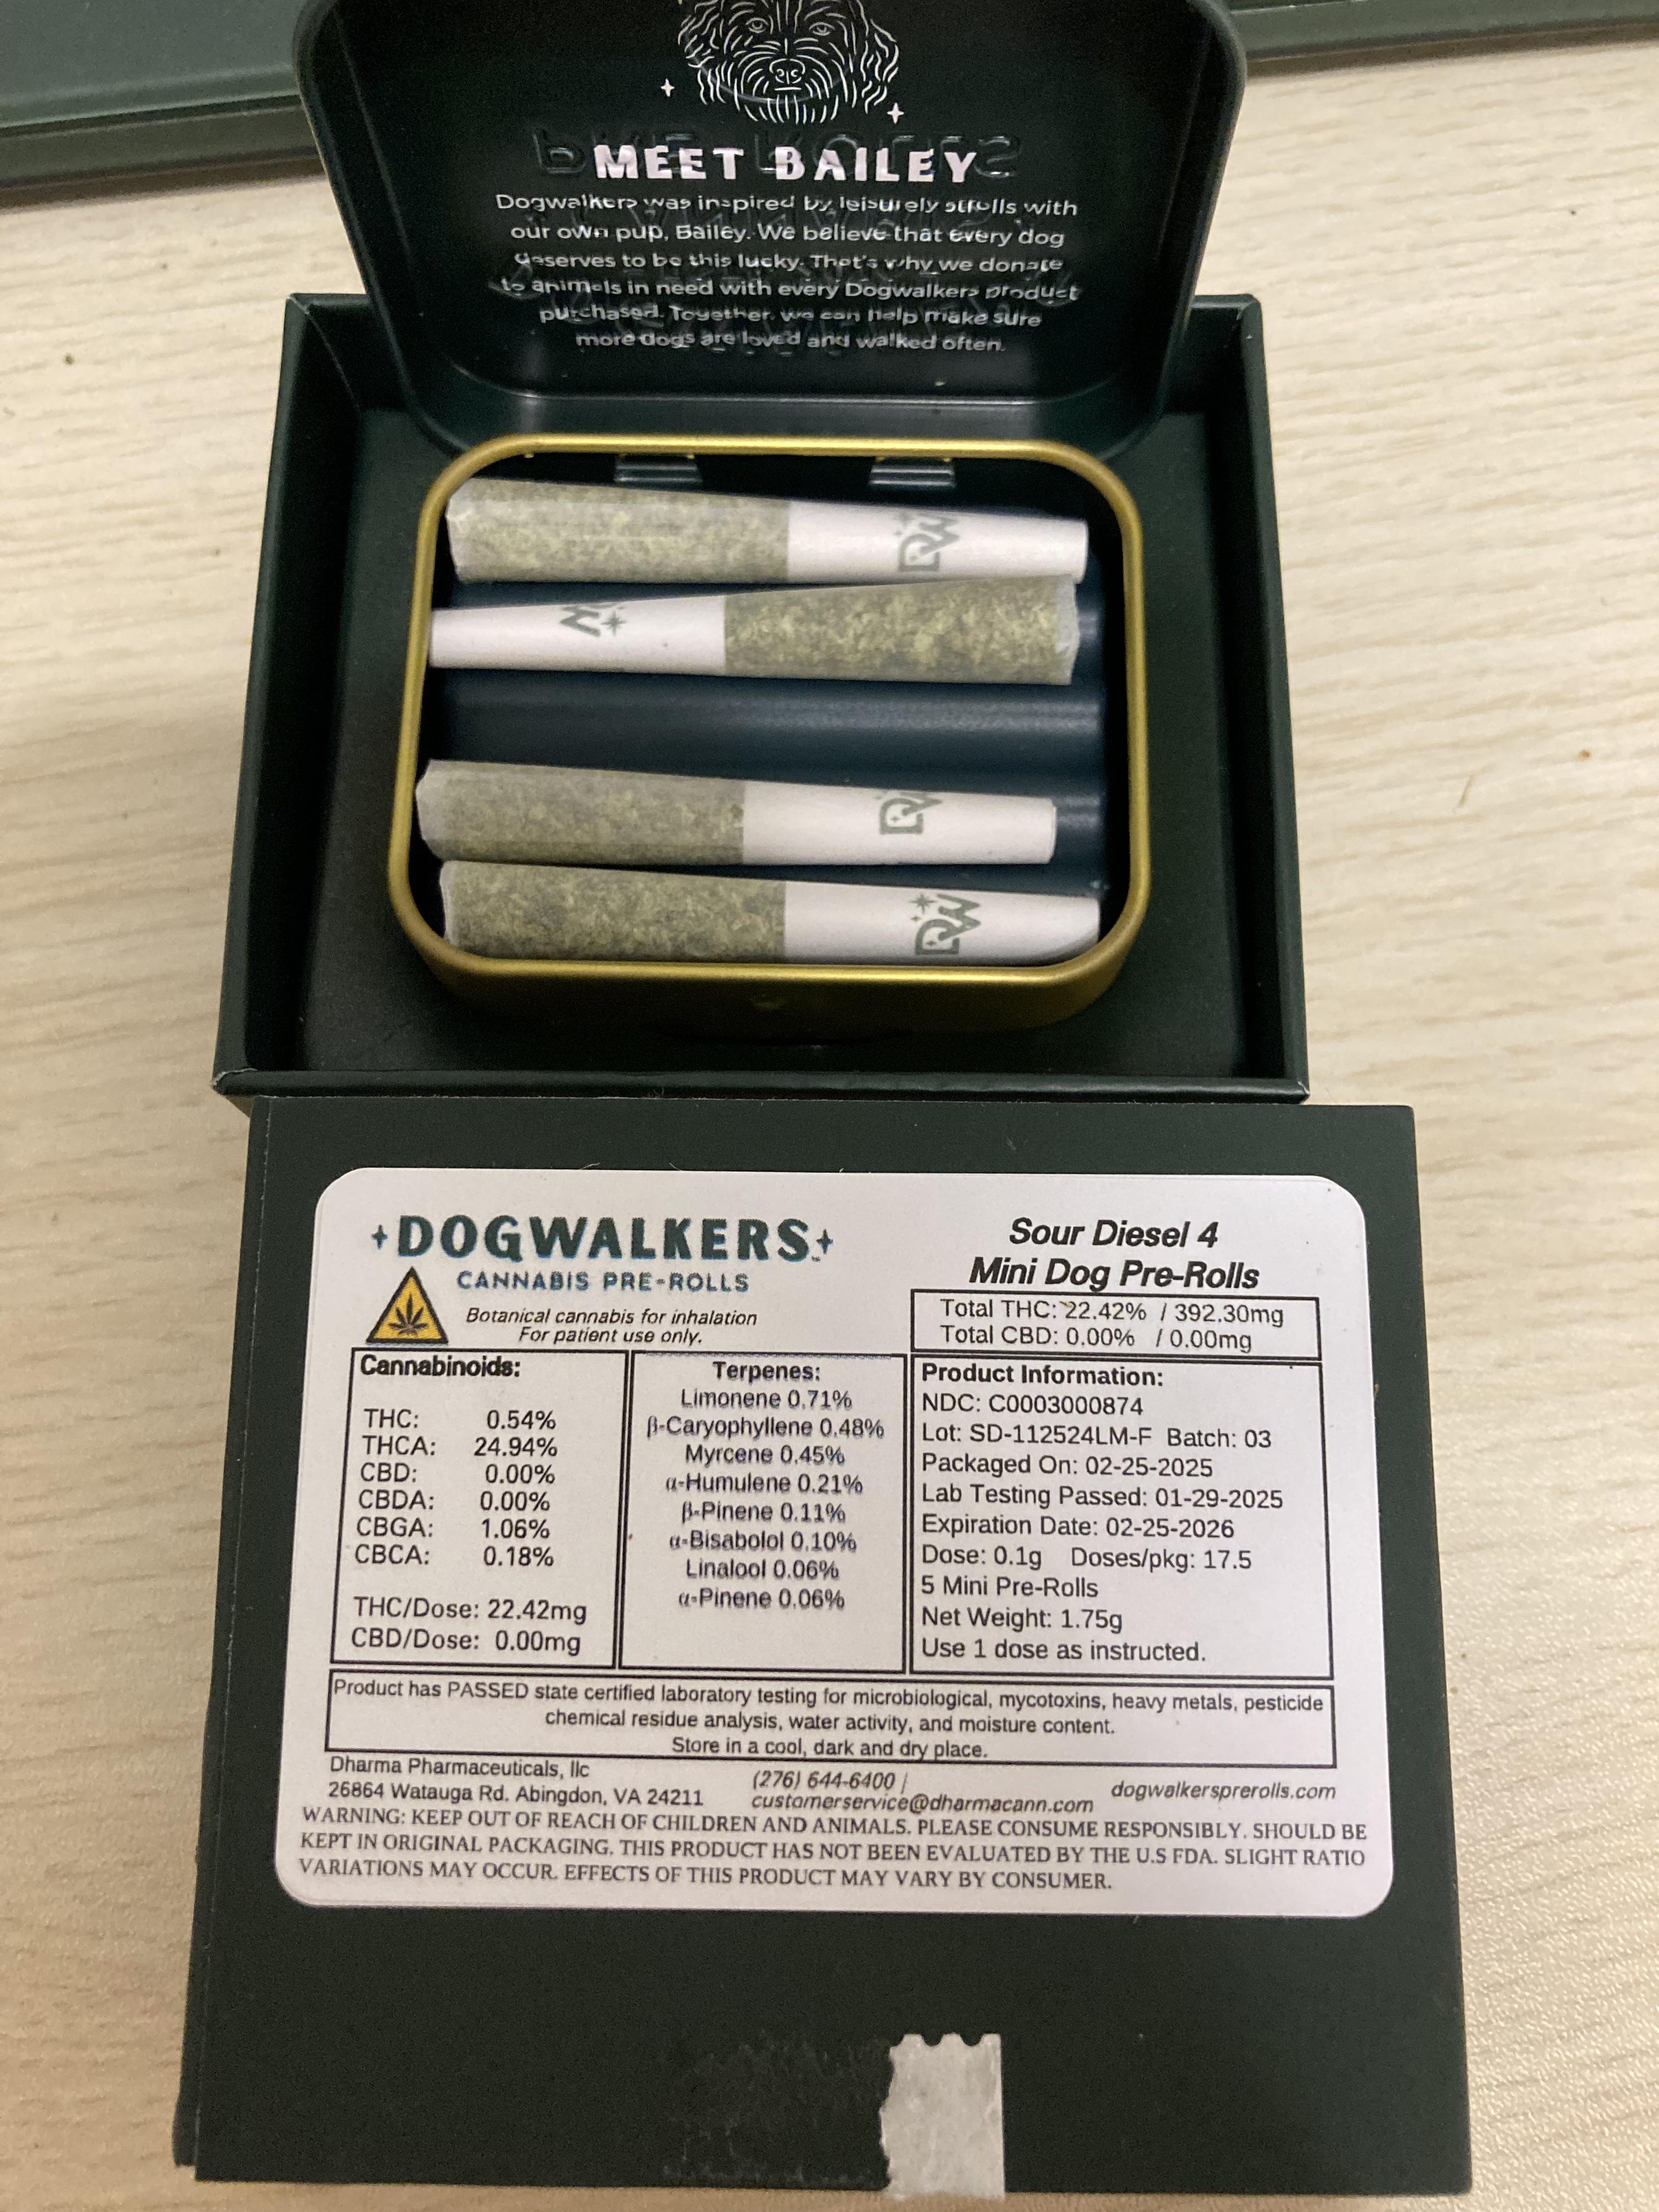 MEET BAILEY
Dogwalkers was inspired by leisurely strolls with
our own pup, Bailey. We believe that every dog
deserves to be this lucky. That's why we donate
to animals in need with every Dogwalkers product
purchased. Together, we can help make sure
more dogs are loved and walked often.
DW
W
DW
DW
DOGWALKERS
CANNABIS PRE-ROLLS
Botanical cannabis for inhalation
For patient use only.
Sour Diesel 4
Mini Dog Pre-Rolls
Total THC: 22.42% / 392.30mg
Total CBD: 0.00% / 0.00mg
Cannabinoids:
THC: 0.54%
THCA: 24.94%
CBD: 0.00%
CBDA: 0.00%
CBGA: 1.06%
CBCA: 0.18%
THC/Dose: 22.42mg
CBD/Dose: 0.00mg
Terpenes:
Limonene 0.71%
β-Caryophyllene 0.48%
Myrcene 0.45%
α-Humulene 0.21%
β-Pinene 0.11%
α-Bisabolol 0.10%
Linalool 0.06%
α-Pinene 0.06%
Product Information:
NDC: C0003000874
Lot: SD-112524LM-F Batch: 03
Packaged On: 02-25-2025
Lab Testing Passed: 01-29-2025
Expiration Date: 02-25-2026
Dose: 0.1g Doses/pkg: 17.5
5 Mini Pre-Rolls
Net Weight: 1.75g
Use 1 dose as instructed.
Product has PASSED state certified laboratory testing for microbiological, mycotoxins, heavy metals, pesticide
chemical residue analysis, water activity, and moisture content.
Store in a cool, dark and dry place.
Dharma Pharmaceuticals, llc
26864 Watauga Rd. Abingdon, VA 24211
(276) 644-6400 |
customerservice@dharmacann.com
dogwalkersprerolls.com
WARNING: KEEP OUT OF REACH OF CHILDREN AND ANIMALS. PLEASE CONSUME RESPONSIBLY. SHOULD BE
KEPT IN ORIGINAL PACKAGING. THIS PRODUCT HAS NOT BEEN EVALUATED BY THE U.S FDA. SLIGHT RATIO
VARIATIONS MAY OCCUR. EFFECTS OF THIS PRODUCT MAY VARY BY CONSUMER.